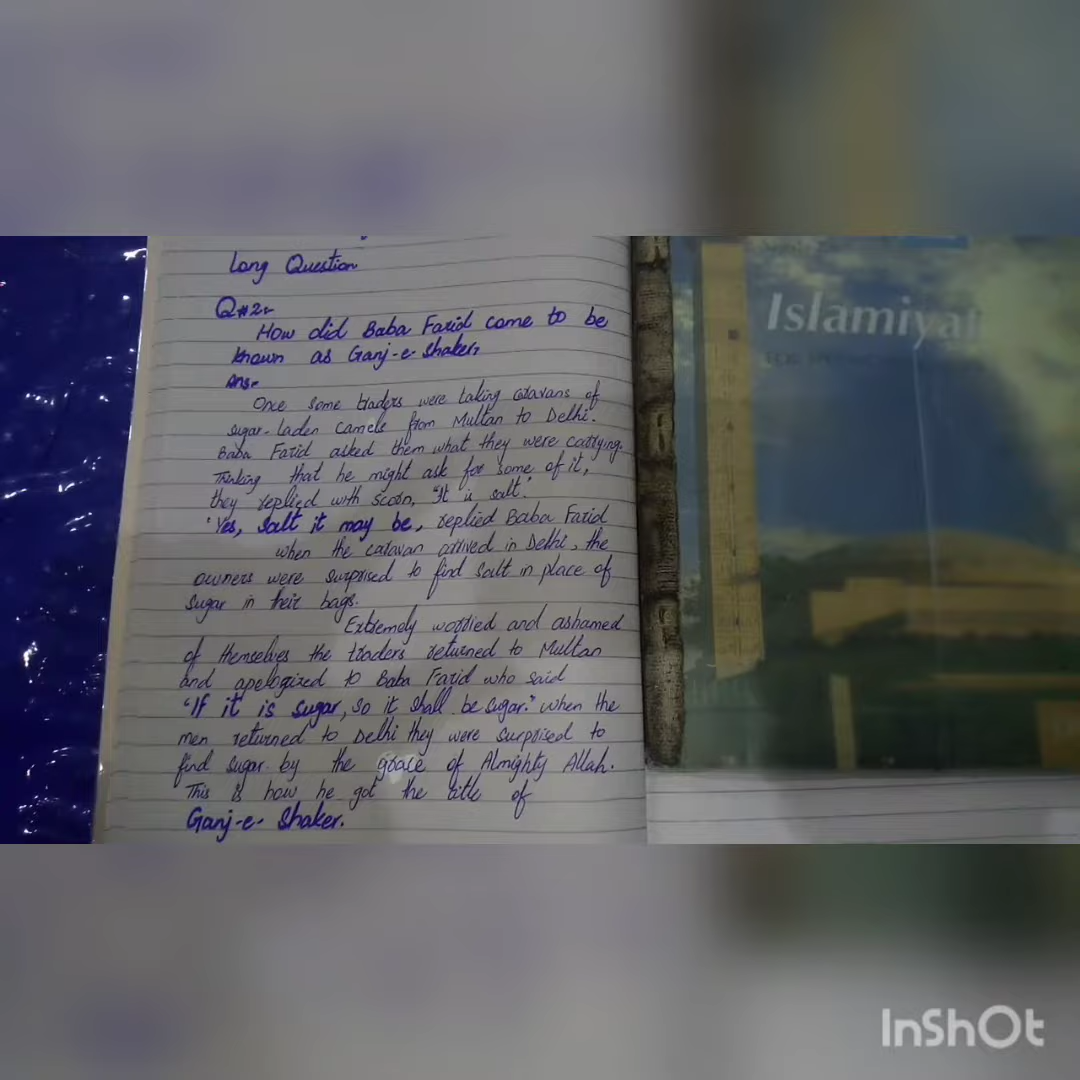 Long Question
Q#2:-
How did Baba Farid come to be
known as Ganj-e-Shaker?
Ans:-
Once some traders were taking caravans of
sugar-laden camels from Multan to Delhi.
Baba Farid asked them what they were carrying.
Thinking that he might ask for some of it,
they replied with scorn, "It is salt."
"Yes, Salt it may be, replied Baba Farid
when the caravan arrived in Delhi, the
owners were surprised to find salt in place of
sugar in their bags.
Extremely worried and ashamed
of themselves the traders returned to Multan
and apologized to Baba Farid who said
"If it is sugar, so it shall be sugar." when the
men returned to Delhi they were surprised to
find sugar by the grace of Almighty Allah.
This is how he got the title of
Ganj-e-Shaker.
Islamiyat
InShOt